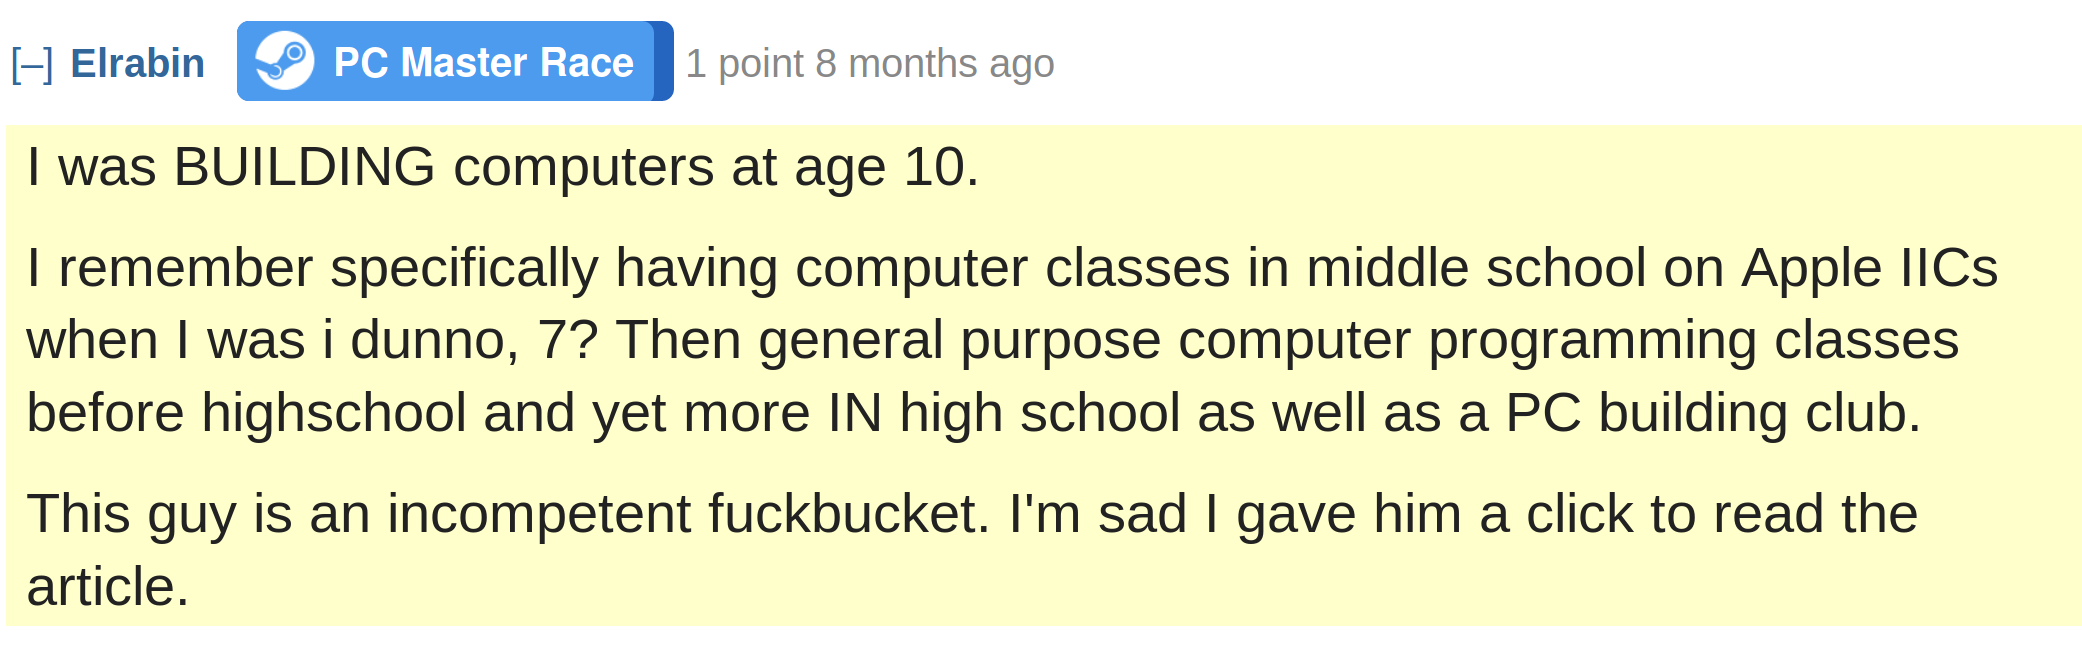 [–] Elrabin PC Master Race 1 point 8 months ago
I was BUILDING computers at age 10.
I remember specifically having computer classes in middle school on Apple IICs
when I was i dunno, 7? Then general purpose computer programming classes
before highschool and yet more IN high school as well as a PC building club.
This guy is an incompetent fuckbucket. I'm sad I gave him a click to read the
article.